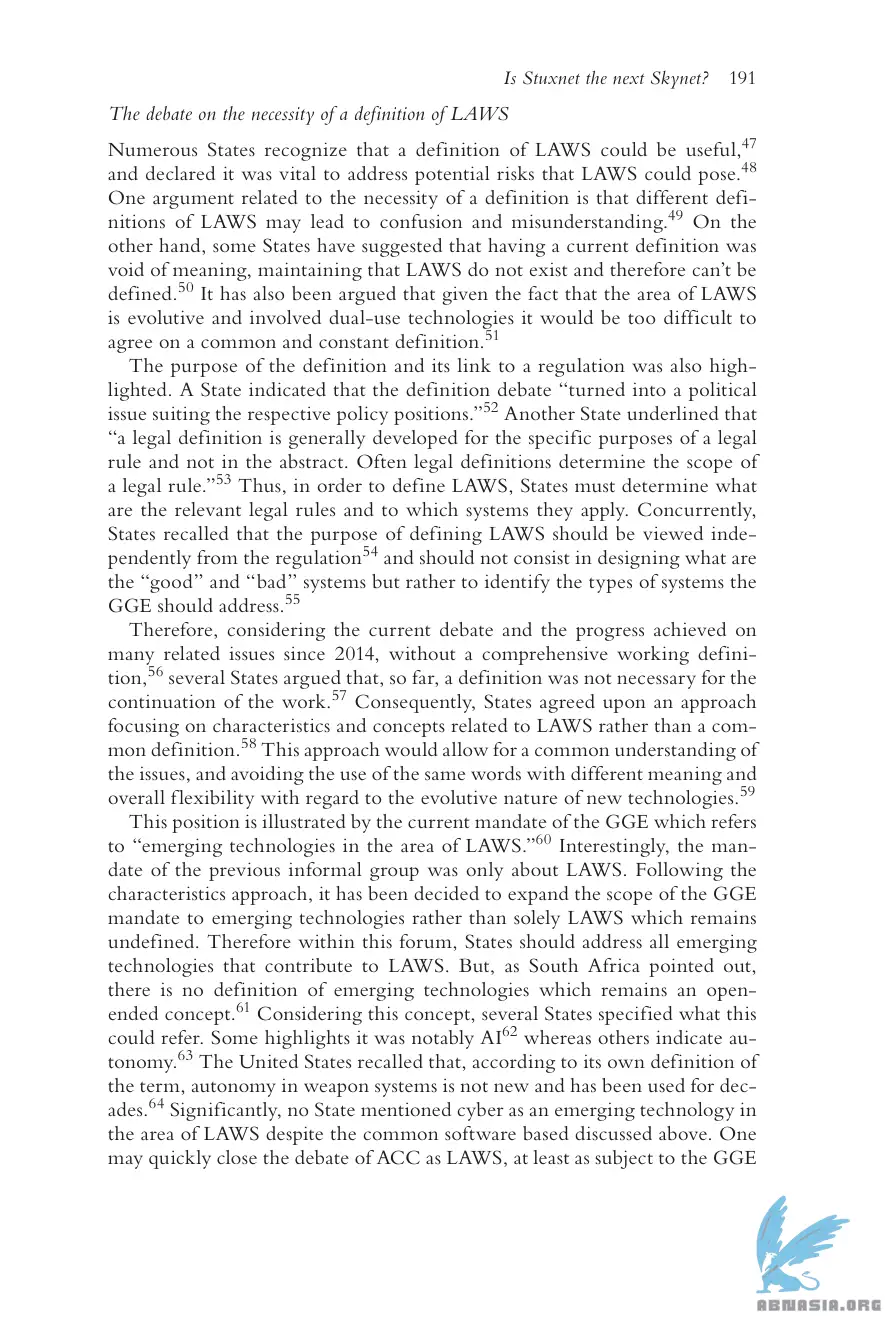 Is Stuxnet the next Skynet? 191
The debate on the necessity of a definition of LAWS
Numerous States recognize that a definition of LAWS could be useful,47
and declared it was vital to address potential risks that LAWS could pose.48
One argument related to the necessity of a definition is that different defi-
nitions of LAWS may lead to confusion and misunderstanding.49 On the
other hand, some States have suggested that having a current definition was
void of meaning, maintaining that LAWS do not exist and therefore can’t be
defined.50 It has also been argued that given the fact that the area of LAWS
is evolutive and involved dual-use technologies it would be too difficult to
agree on a common and constant definition.51
The purpose of the definition and its link to a regulation was also high-
lighted. A State indicated that the definition debate “turned into a political
issue suiting the respective policy positions.”52 Another State underlined that
“a legal definition is generally developed for the specific purposes of a legal
rule and not in the abstract. Often legal definitions determine the scope of
a legal rule.”53 Thus, in order to define LAWS, States must determine what
are the relevant legal rules and to which systems they apply. Concurrently,
States recalled that the purpose of defining LAWS should be viewed inde-
pendently from the regulation54 and should not consist in designing what are
the “good” and “bad” systems but rather to identify the types of systems the
GGE should address.55
Therefore, considering the current debate and the progress achieved on
many related issues since 2014, without a comprehensive working defini-
tion,56 several States argued that, so far, a definition was not necessary for the
continuation of the work.57 Consequently, States agreed upon an approach
focusing on characteristics and concepts related to LAWS rather than a com-
mon definition.58 This approach would allow for a common understanding of
the issues, and avoiding the use of the same words with different meaning and
overall flexibility with regard to the evolutive nature of new technologies.59
This position is illustrated by the current mandate of the GGE which refers
to “emerging technologies in the area of LAWS.”60 Interestingly, the man-
date of the previous informal group was only about LAWS. Following the
characteristics approach, it has been decided to expand the scope of the GGE
mandate to emerging technologies rather than solely LAWS which remains
undefined. Therefore within this forum, States should address all emerging
technologies that contribute to LAWS. But, as South Africa pointed out,
there is no definition of emerging technologies which remains an open-
ended concept.61 Considering this concept, several States specified what this
could refer. Some highlights it was notably AI62 whereas others indicate au-
tonomy.63 The United States recalled that, according to its own definition of
the term, autonomy in weapon systems is not new and has been used for dec-
ades.64 Significantly, no State mentioned cyber as an emerging technology in
the area of LAWS despite the common software based discussed above. One
may quickly close the debate of ACC as LAWS, at least as subject to the GGE
ABNASIA.ORG